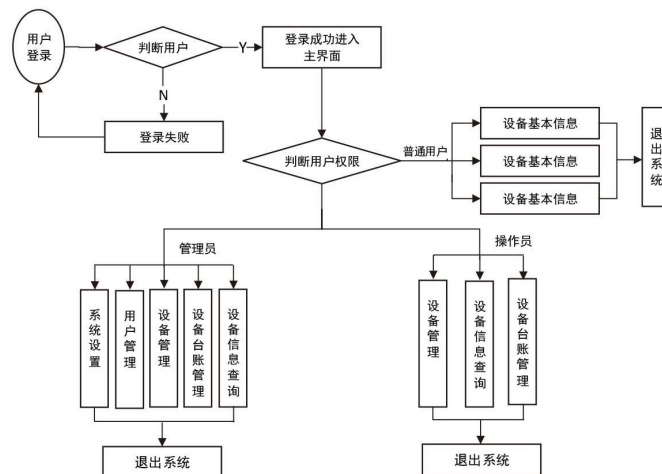 用户
登录
判断用户
Y
登录成功进入
主界面
N
登录失败
判断用户权限
普通用户
设备基本信息
设备基本信息
设备基本信息
退出系统
管理员
操作员
系统设置
用户管理
设备管理
设备台账管理
设备信息查询
设备管理
设备信息查询
设备台账管理
退出系统
退出系统